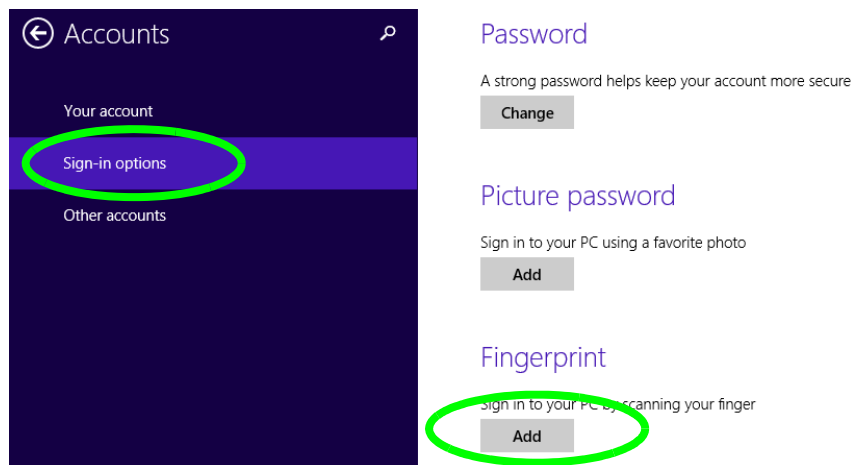 Accounts
Your account
Sign-in options
Other accounts
Password
A strong password helps keep your account more secure
Change
Picture password
Sign in to your PC using a favorite photo
Add
Fingerprint
Sign in to your PC by scanning your finger
Add